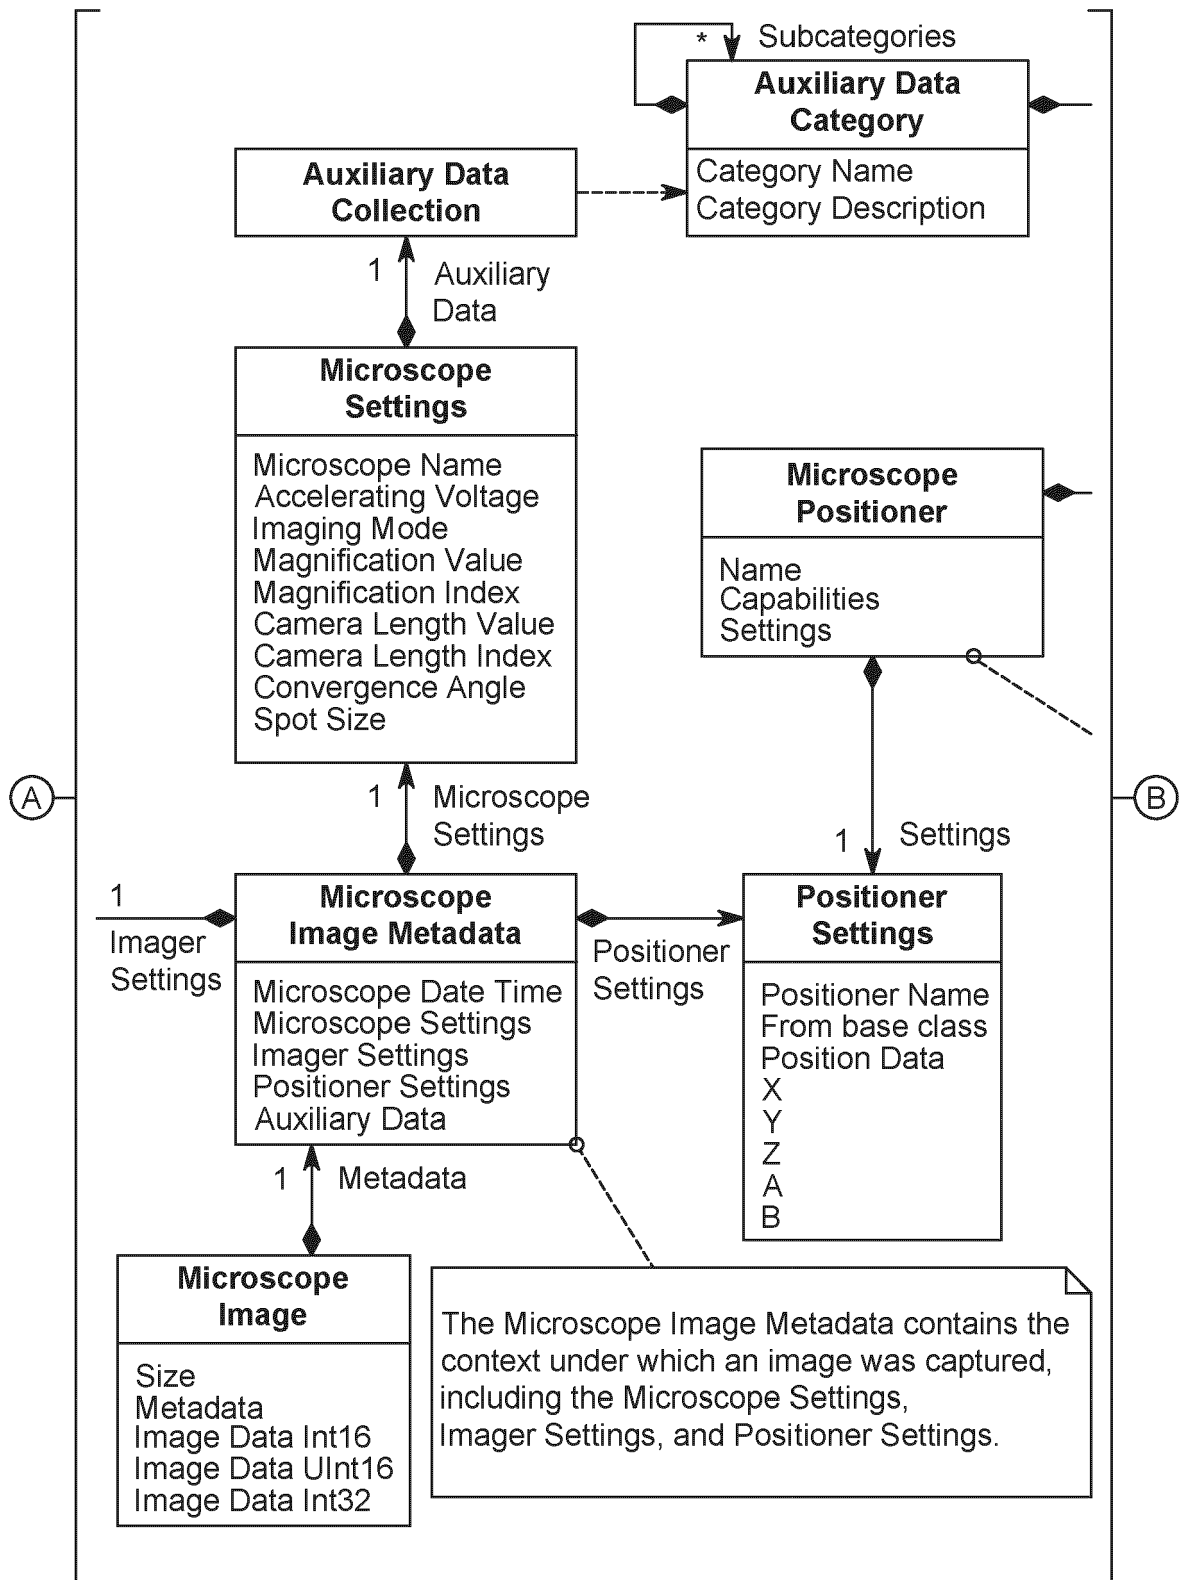 * Subcategories
Auxiliary Data
Category
Category Name
Category Description
Auxiliary Data
Collection
1 Auxiliary
Data
Microscope
Settings
Microscope Name
Accelerating Voltage
Imaging Mode
Magnification Value
Magnification Index
Camera Length Value
Camera Length Index
Convergence Angle
Spot Size
Microscope
Positioner
Name
Capabilities
Settings
A
B
1 Microscope
Settings
1 Settings
1
Imager
Settings
Microscope
Image Metadata
Microscope Date Time
Microscope Settings
Imager Settings
Positioner Settings
Auxiliary Data
Positioner
Settings
Positioner
Settings
Positioner Name
From base class
Position Data
X
Y
Z
A
B
1 Metadata
Microscope
Image
Size
Metadata
Image Data Int16
Image Data UInt16
Image Data Int32
The Microscope Image Metadata contains the
context under which an image was captured,
including the Microscope Settings,
Imager Settings, and Positioner Settings.